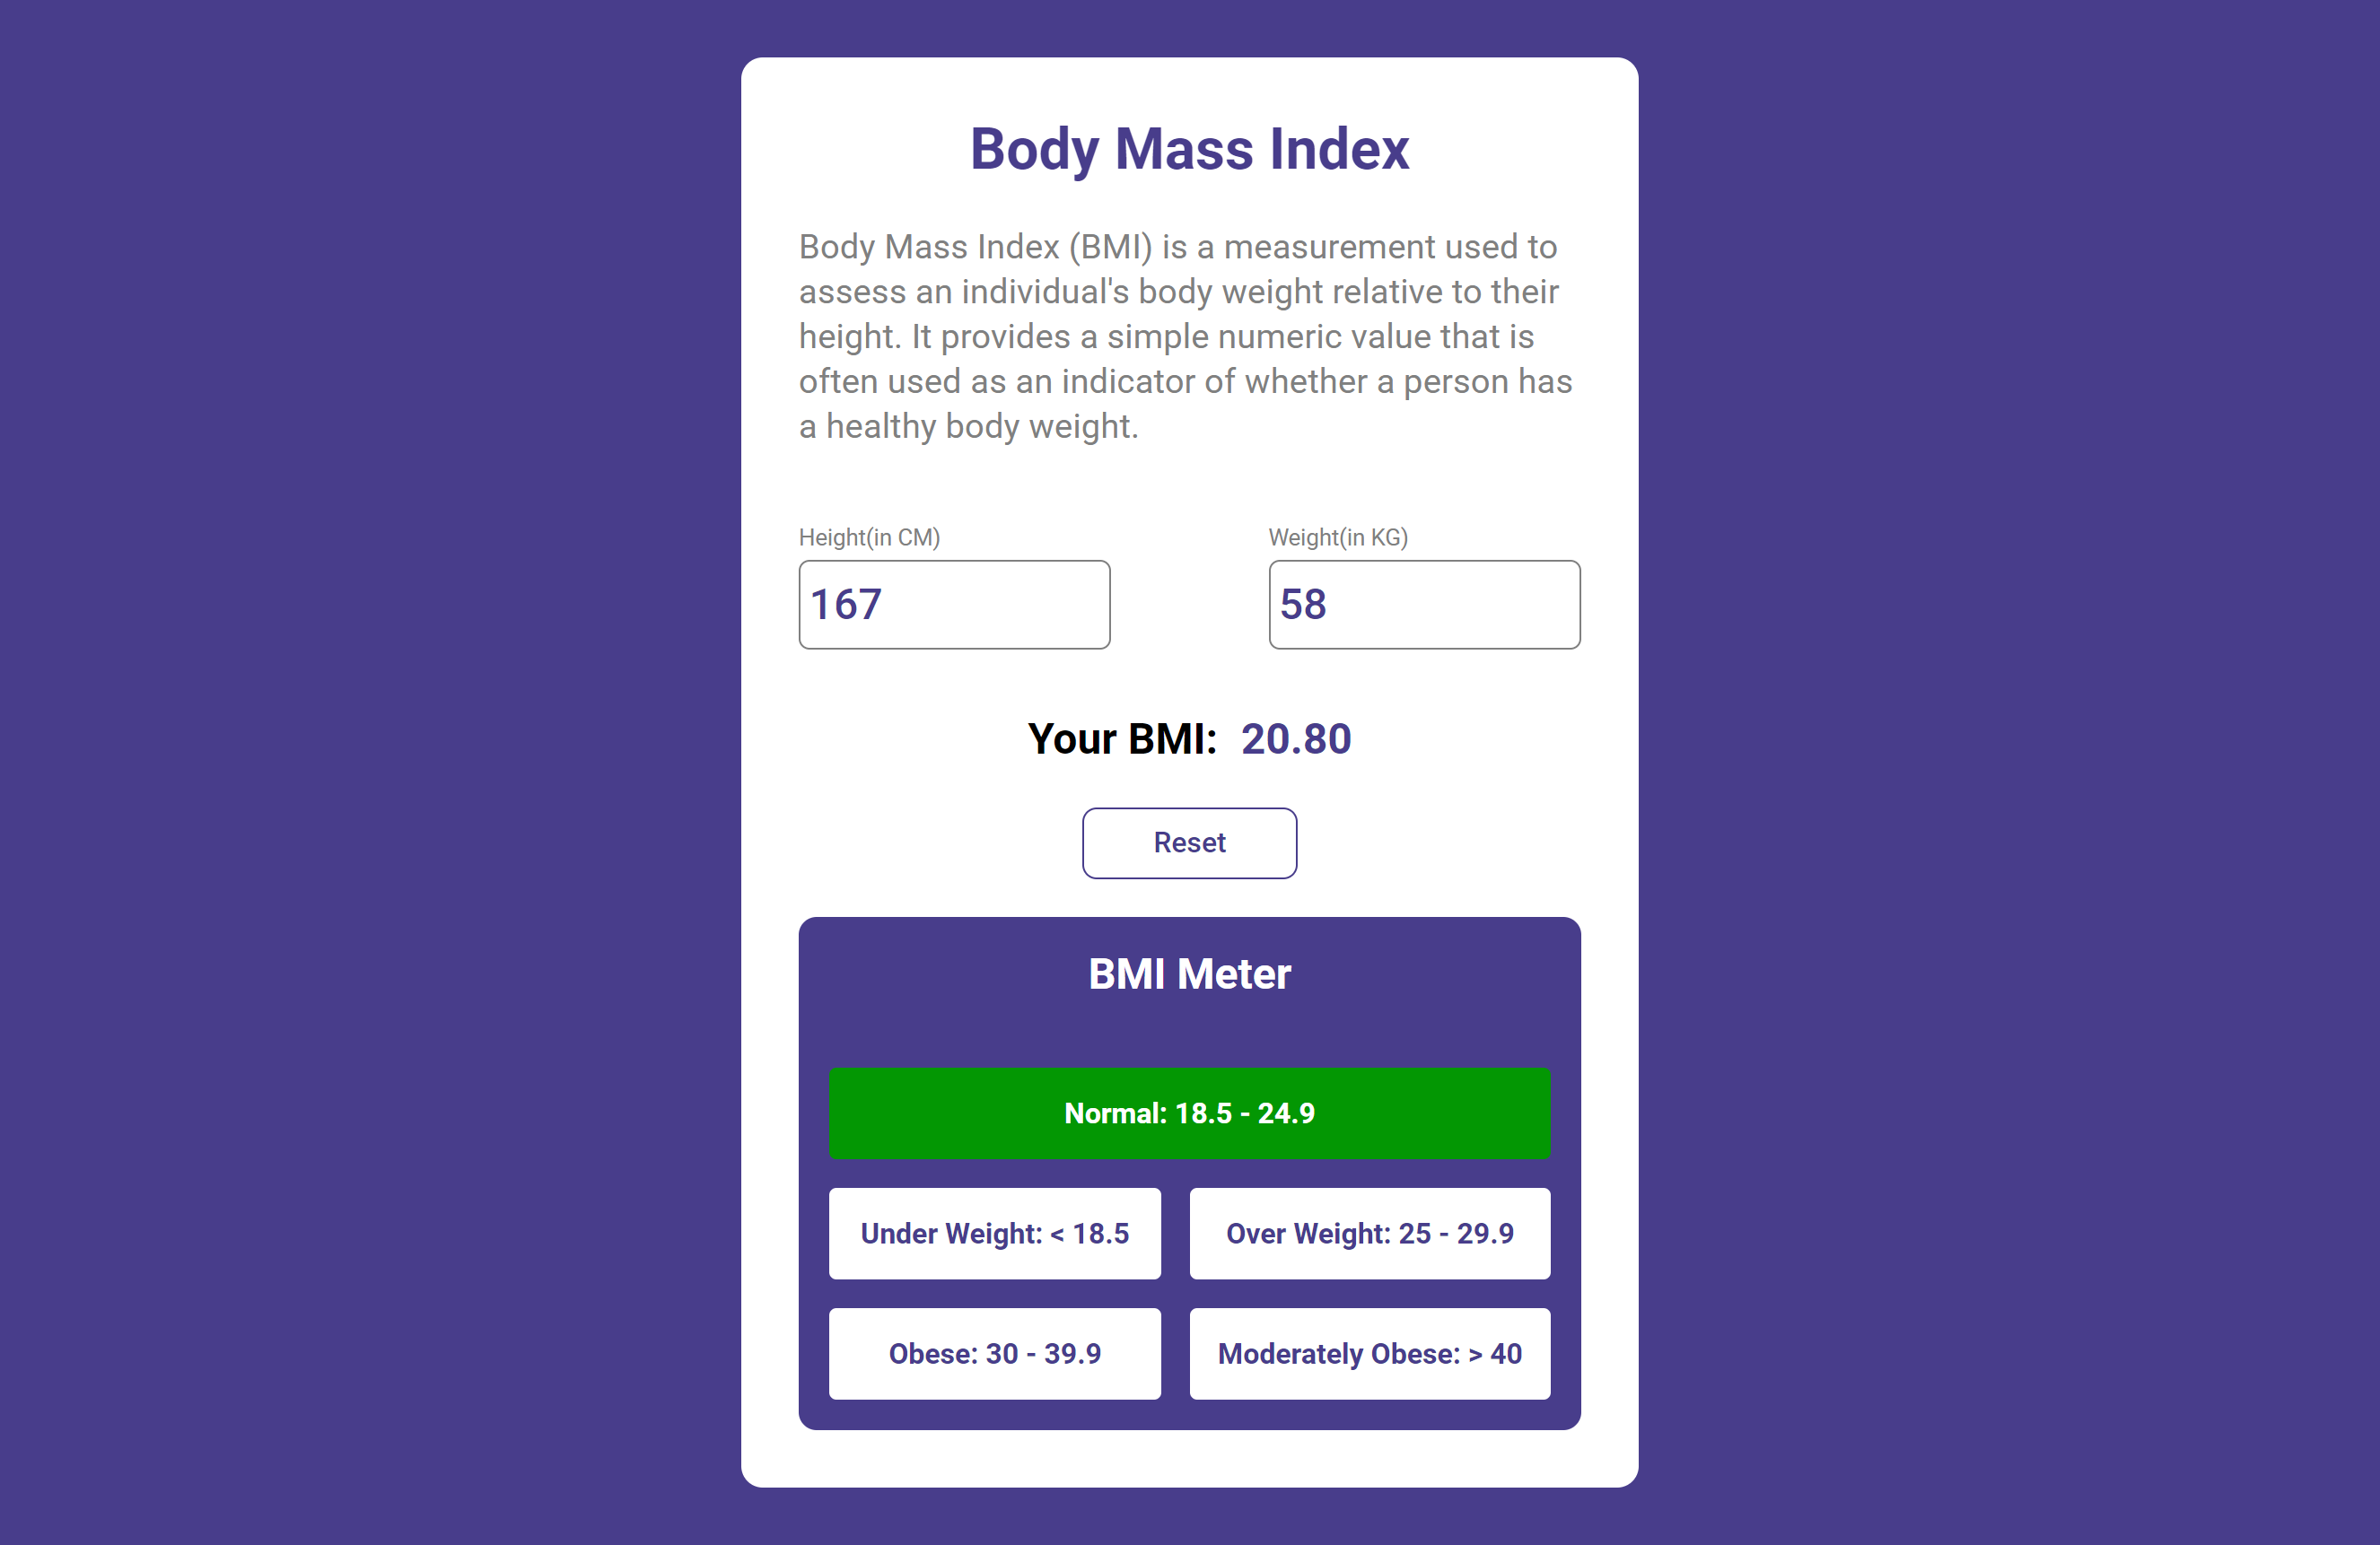 Body Mass Index
Body Mass Index (BMI) is a measurement used to
assess an individual's body weight relative to their
height. It provides a simple numeric value that is
often used as an indicator of whether a person has
a healthy body weight.
Height(in CM)
Weight(in KG)
167
58
Your BMI: 20.80
Reset
BMI Meter
Normal: 18.5 - 24.9
Under Weight: < 18.5
Over Weight: 25 - 29.9
Obese: 30 - 39.9
Moderately Obese: > 40